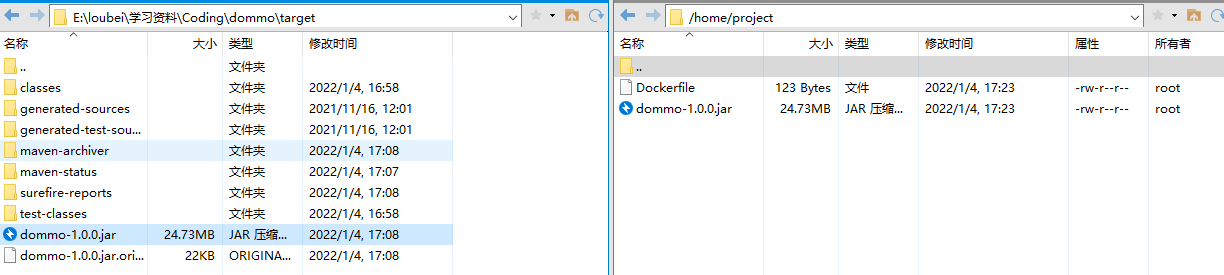 E:\loubei\学习资料\Coding\dommo\target
名称 大小 类型 修改时间
.. 文件夹
classes 文件夹 2022/1/4, 16:58
generated-sources 文件夹 2021/11/16, 12:01
generated-test-sou... 文件夹 2021/11/16, 12:01
maven-archiver 文件夹 2022/1/4, 17:08
maven-status 文件夹 2022/1/4, 17:07
surefire-reports 文件夹 2022/1/4, 17:08
test-classes 文件夹 2022/1/4, 16:58
dommo-1.0.0.jar 24.73MB JAR 压缩... 2022/1/4, 17:08
dommo-1.0.0.jar.ori... 22KB ORIGINA... 2022/1/4, 17:08
/home/project
名称 大小 类型 修改时间 属性 所有者
..
Dockerfile 123 Bytes 文件 2022/1/4, 17:23 -rw-r--r-- root
dommo-1.0.0.jar 24.73MB JAR 压缩... 2022/1/4, 17:23 -rw-r--r-- root